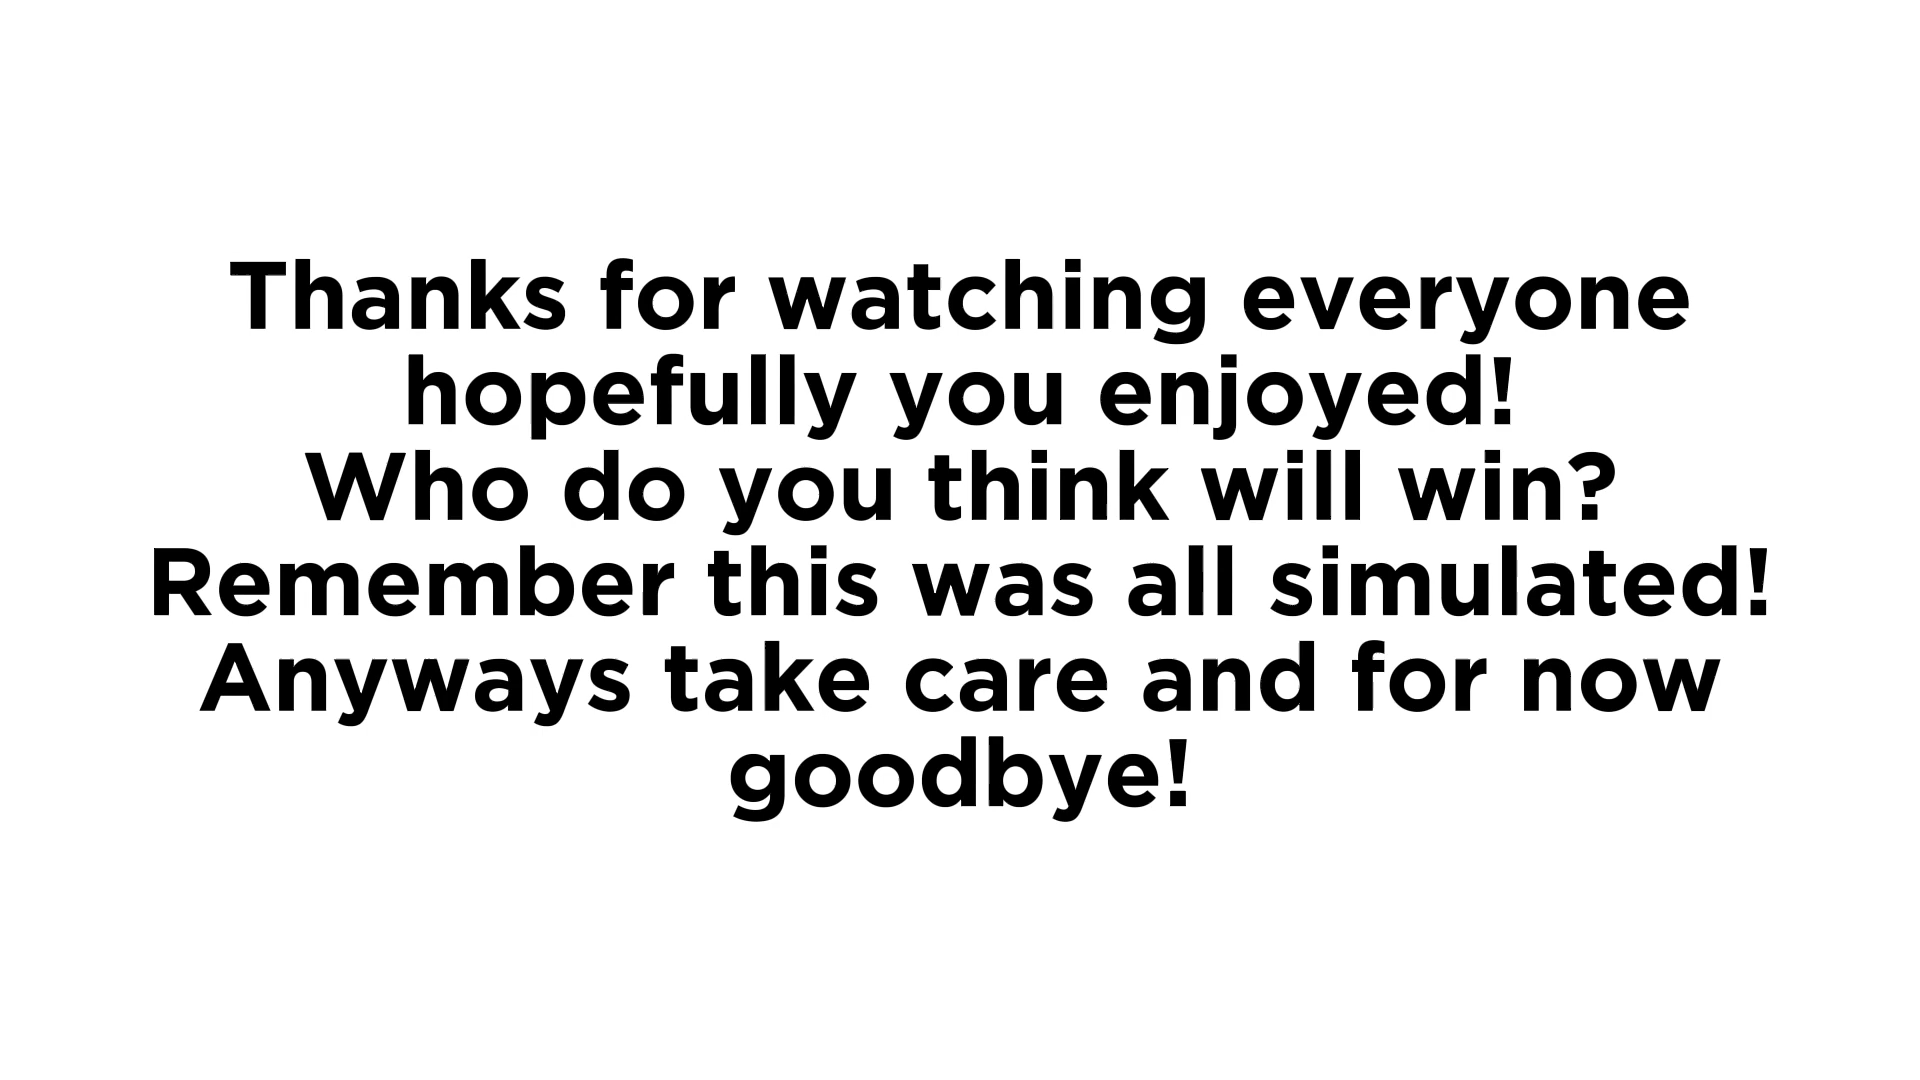 Thanks for watching everyone
hopefully you enjoyed!
Who do you think will win?
Remember this was all simulated!
Anyways take care and for now
goodbye!